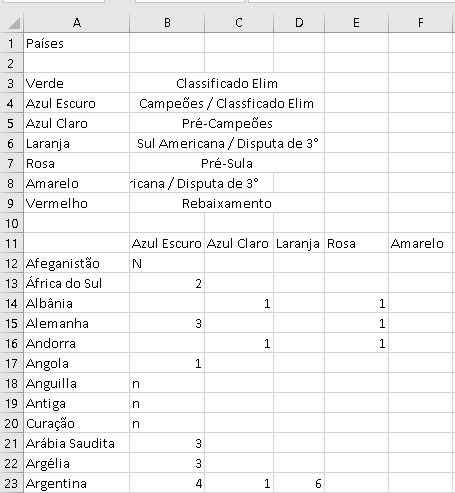 A B C D E F
1 Países
2
3 Verde Classificado Elim
4 Azul Escuro Campeões / Classficado Elim
5 Azul Claro Pré-Campeões
6 Laranja Sul Americana / Disputa de 3°
7 Rosa Pré-Sula
8 Amarelo ricana / Disputa de 3°
9 Vermelho Rebaixamento
10
11 Azul Escuro Azul Claro Laranja Rosa Amarelo
12 Afeganistão N
13 África do Sul 2
14 Albânia 1 1
15 Alemanha 3 1
16 Andorra 1 1
17 Angola 1
18 Anguilla n
19 Antiga n
20 Curação n
21 Arábia Saudita 3
22 Argélia 3
23 Argentina 4 1 6